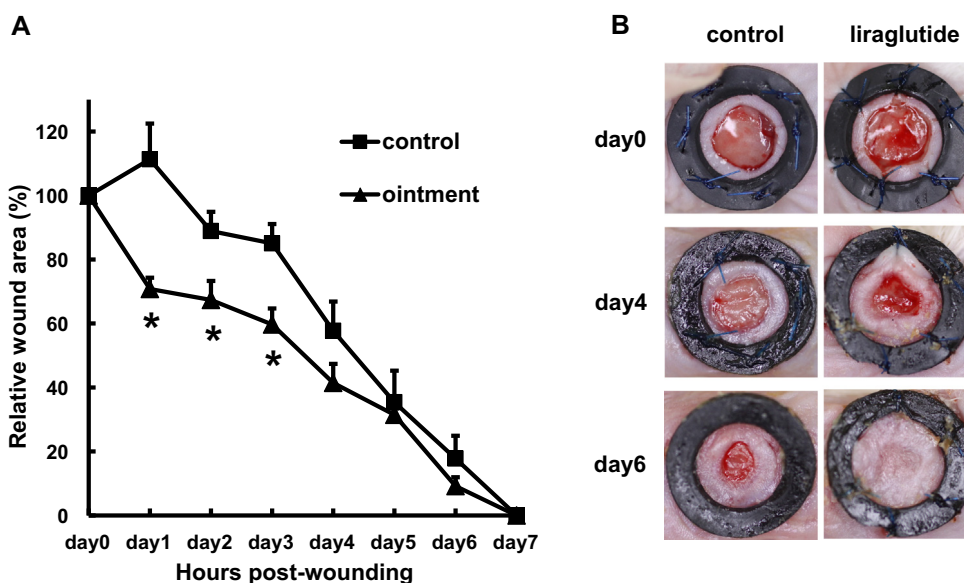 A
Relative wound area (%)
120
100
80
60
40
20
0
control
ointment
*
*
*
day0 day1 day2 day3 day4 day5 day6 day7
Hours post-wounding
B
control liraglutide
day0
day4
day6